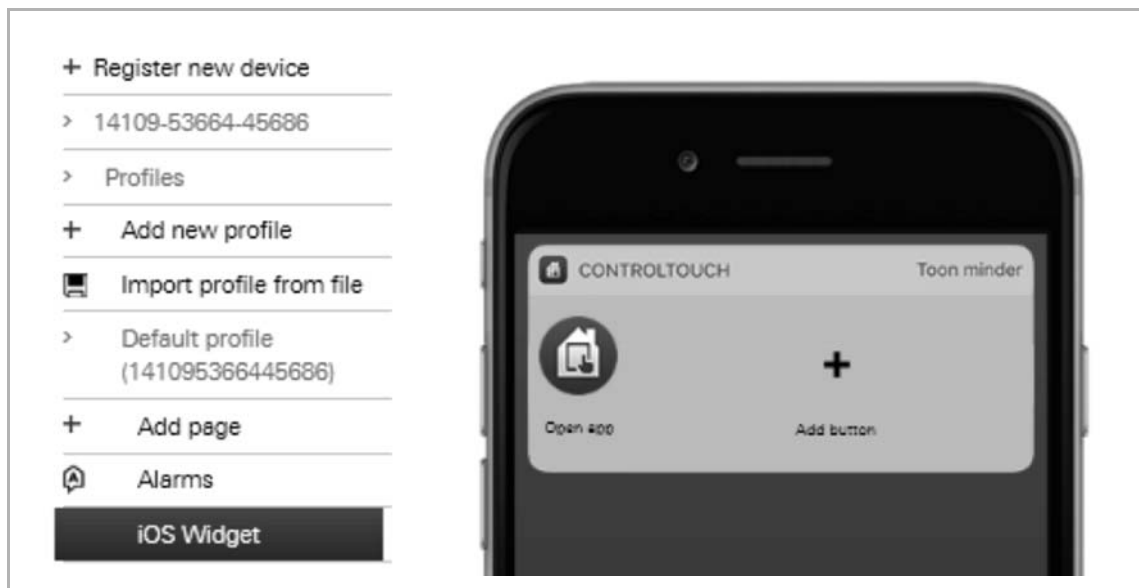 + Register new device
> 14109-53664-45686
> Profiles
+ Add new profile
Import profile from file
> Default profile
(141095366445686)
+ Add page
Alarms
iOS Widget
CONTROLTOUCH Toon minder
Open app
+
Add button